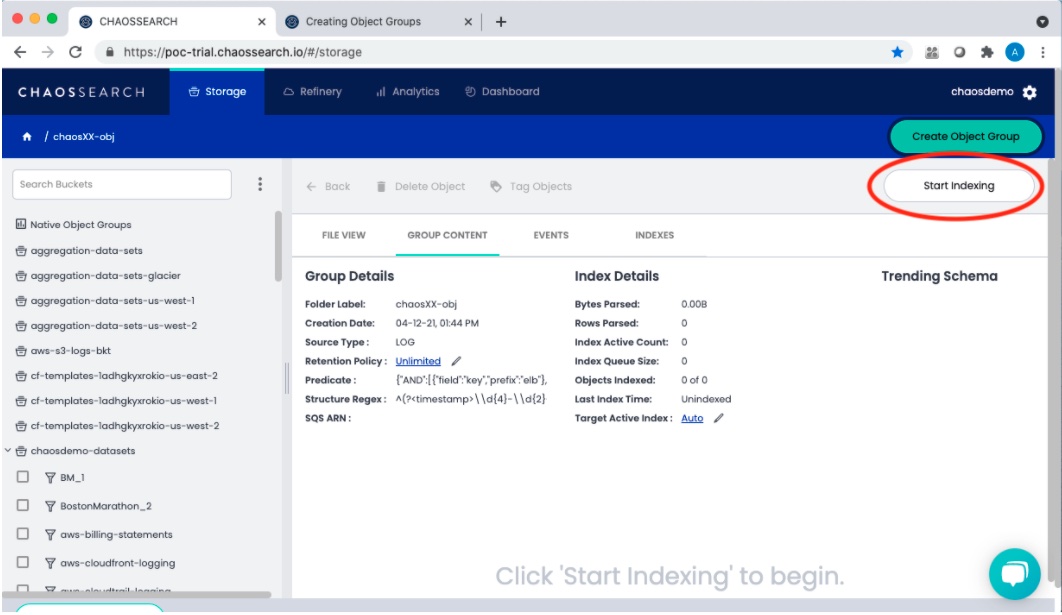 CHAOSSEARCH
Creating Object Groups
https://poc-trial.chaossearch.io/#/storage
A
CHAOSSEARCH
Storage
Refinery
Analytics
Dashboard
chaosdemo
/ chaosXX-obj
Create Object Group
Search Buckets
Back
Delete Object
Tag Objects
Start Indexing
Native Object Groups
aggregation-data-sets
aggregation-data-sets-glacier
aggregation-data-sets-us-west-1
aggregation-data-sets-us-west-2
aws-s3-logs-bkt
cf-templates-1adhgkyxrokio-us-east-2
cf-templates-1adhgkyxrokio-us-west-1
cf-templates-1adhgkyxrokio-us-west-2
chaosdemo-datasets
BM_1
BostonMarathon_2
aws-billing-statements
aws-cloudfront-logging
aws-cloudtrail-logging
FILE VIEW
GROUP CONTENT
EVENTS
INDEXES
Group Details
Folder Label: chaosXX-obj
Creation Date: 04-12-21, 01:44 PM
Source Type : LOG
Retention Policy : Unlimited
Predicate : {"AND":[{"field":"key","prefix":"elb"},
Structure Regex : ^(?<timestamp>\\d{4}-\\d{2}
SQS ARN :
Index Details
Bytes Parsed: 0.00B
Rows Parsed: 0
Index Active Count: 0
Index Queue Size: 0
Objects Indexed: 0 of 0
Last Index Time: Unindexed
Target Active Index : Auto
Trending Schema
Click 'Start Indexing' to begin.